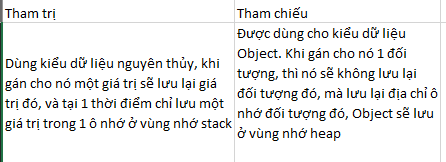 Tham trị
Tham chiếu
Dùng kiểu dữ liệu nguyên thủy, khi
gán cho nó một giá trị sẽ lưu lại giá
trị đó, và tại 1 thời điểm chỉ lưu một
giá trị trong 1 ô nhớ ở vùng nhớ stack
Được dùng cho kiểu dữ liệu
Object. Khi gán cho nó 1 đối
tượng, thì nó sẽ không lưu lại
đối tượng đó, mà lưu lại địa chỉ ô
nhớ đối tượng đó, Object sẽ lưu
ở vùng nhớ heap